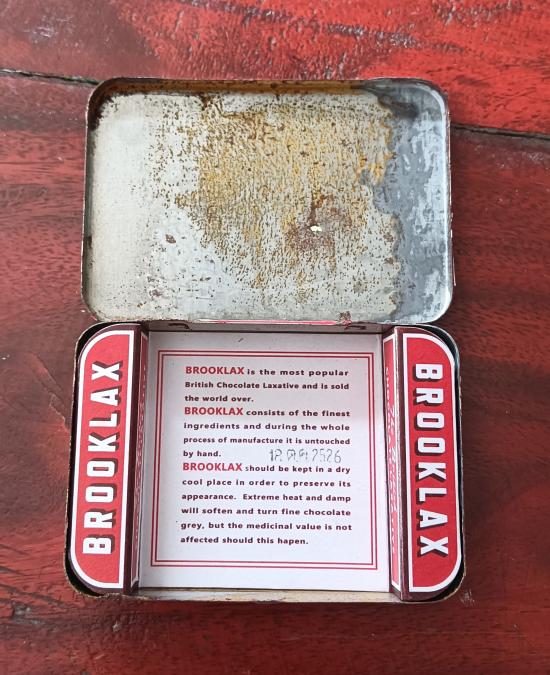 BROOKLAX
BROOKLAX is the most popular
British Chocolate Laxative and is sold
the world over.
BROOKLAX consists of the finest
ingredients and during the whole
process of manufacture it is untouched
by hand.
2526
BROOKLAX should be kept in a dry
cool place in order to preserve its
appearance. Extreme heat and damp
will soften and turn fine chocolate
grey, but the medicinal value is not
affected should this hapen.
BROOKLAX